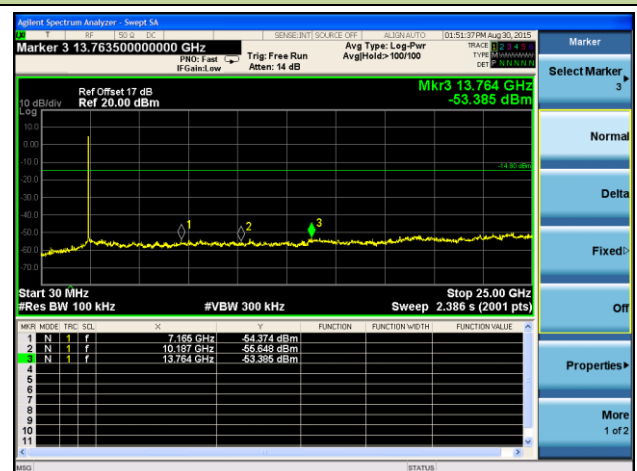 Agilent Spectrum Analyzer - Swept SA
T RF 50 Ω DC SENSE:INT SOURCE OFF ALIGN AUTO 01:51:37 PM Aug 30, 2015
Marker 3 13.763500000000 GHz
PNO: Fast
IFGain:Low
Trig: Free Run
Atten: 14 dB
Avg Type: Log-Pwr
Avg|Hold>100/100
TRACE 1 2 3 4 5 6
TYPE M
DET P N N N N N
Mkr3 13.764 GHz
-53.385 dBm
Ref Offset 17 dB
10 dB/div Ref 20.00 dBm
Log
10.0
0.00
-10.0
-20.0
-30.0
-40.0
-50.0
-60.0
-70.0
-14.80 dBm
1
2
3
Start 30 MHz Stop 25.00 GHz
#Res BW 100 kHz #VBW 300 kHz Sweep 2.386 s (2001 pts)
MKR MODE TRC SCL X Y FUNCTION FUNCTION WIDTH FUNCTION VALUE
1 N 1 f 7.165 GHz -54.374 dBm
2 N 1 f 10.187 GHz -55.648 dBm
3 N 1 f 13.764 GHz -53.385 dBm
4
5
6
7
8
9
10
11
MSG STATUS
Marker
Select Marker
3
Normal
Delta
Fixed
Off
Properties
More
1 of 2